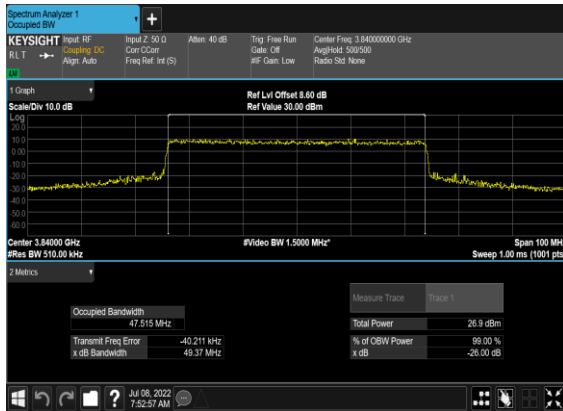 Spectrum Analyzer 1
Occupied BW
KEYSIGHT Input: RF Input Z: 50 Ω Atten: 40 dB Trig: Free Run Center Freq: 3.840000000 GHz
RLT Coupling: DC Corr CCorr Gate: Off Avg|Hold: 500/500
Align: Auto Freq Ref: Int (S) #IF Gain: Low Radio Std: None
LXI
1 Graph
Ref Lvl Offset 8.60 dB
Scale/Div 10.0 dB Ref Value 30.00 dBm
Log
20.0
10.0
0.00
-10.0
-20.0
-30.0
-40.0
-50.0
-60.0
Center 3.84000 GHz #Video BW 1.5000 MHz* Span 100 MH
#Res BW 510.00 kHz Sweep 1.00 ms (1001 pts
2 Metrics
Measure Trace Trace 1
Occupied Bandwidth
47.515 MHz Total Power 26.9 dBm
Transmit Freq Error -40.211 kHz % of OBW Power 99.00 %
x dB Bandwidth 49.37 MHz x dB -26.00 dB
Jul 08, 2022
7:52:57 AM